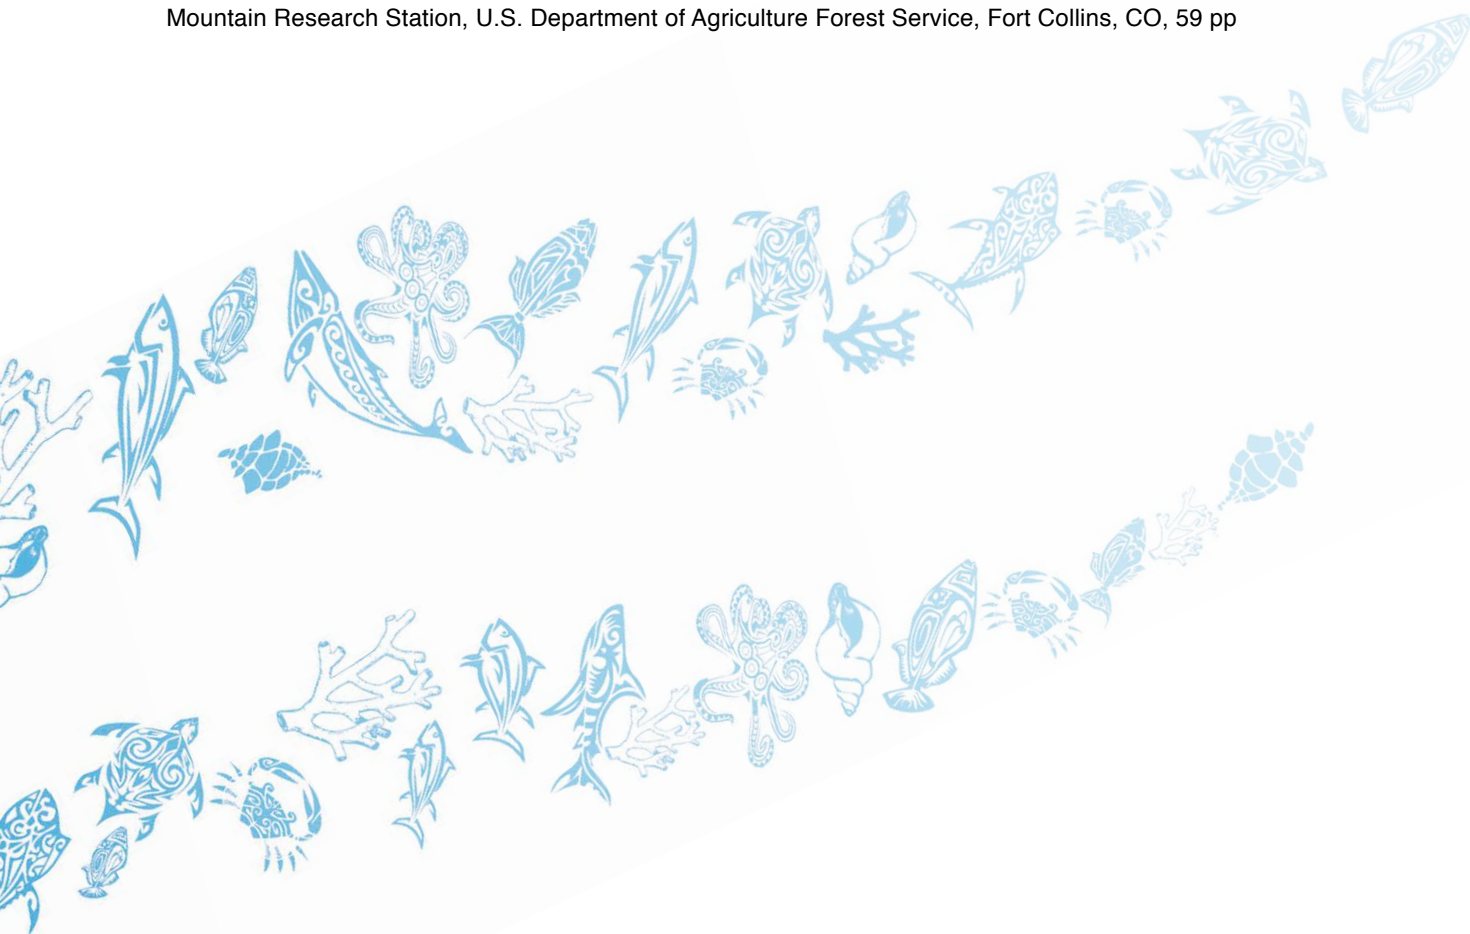 Mountain Research Station, U.S. Department of Agriculture Forest Service, Fort Collins, CO, 59 pp